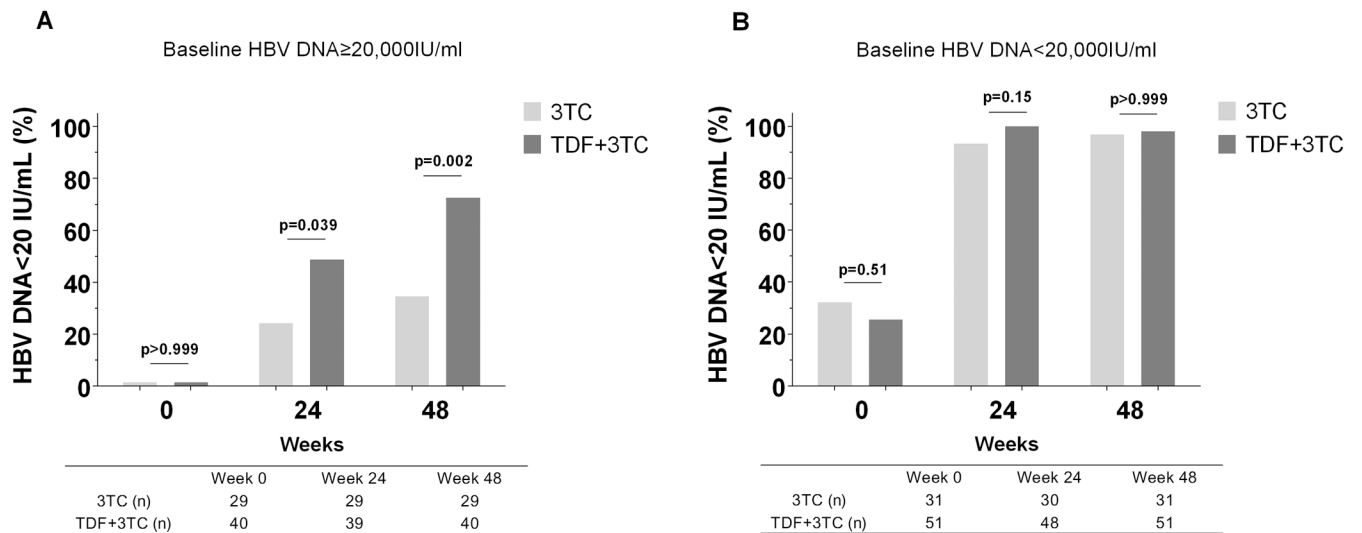 A
Baseline HBV DNA≥20,000IU/ml
3TC
TDF+3TC
HBV DNA<20 IU/mL (%)
100
80
60
40
20
0
p>0.999
p=0.039
p=0.002
0 24 48
Weeks
Week 0 Week 24 Week 48
3TC (n) 29 29 29
TDF+3TC (n) 40 39 40
B
Baseline HBV DNA<20,000IU/ml
3TC
TDF+3TC
HBV DNA<20 IU/mL (%)
100
80
60
40
20
0
p=0.51
p=0.15
p>0.999
0 24 48
Weeks
Week 0 Week 24 Week 48
3TC (n) 31 30 31
TDF+3TC (n) 51 48 51